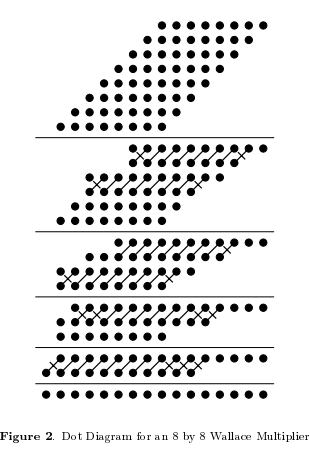 Figure 2. Dot Diagram for an 8 by 8 Wallace Multiplier